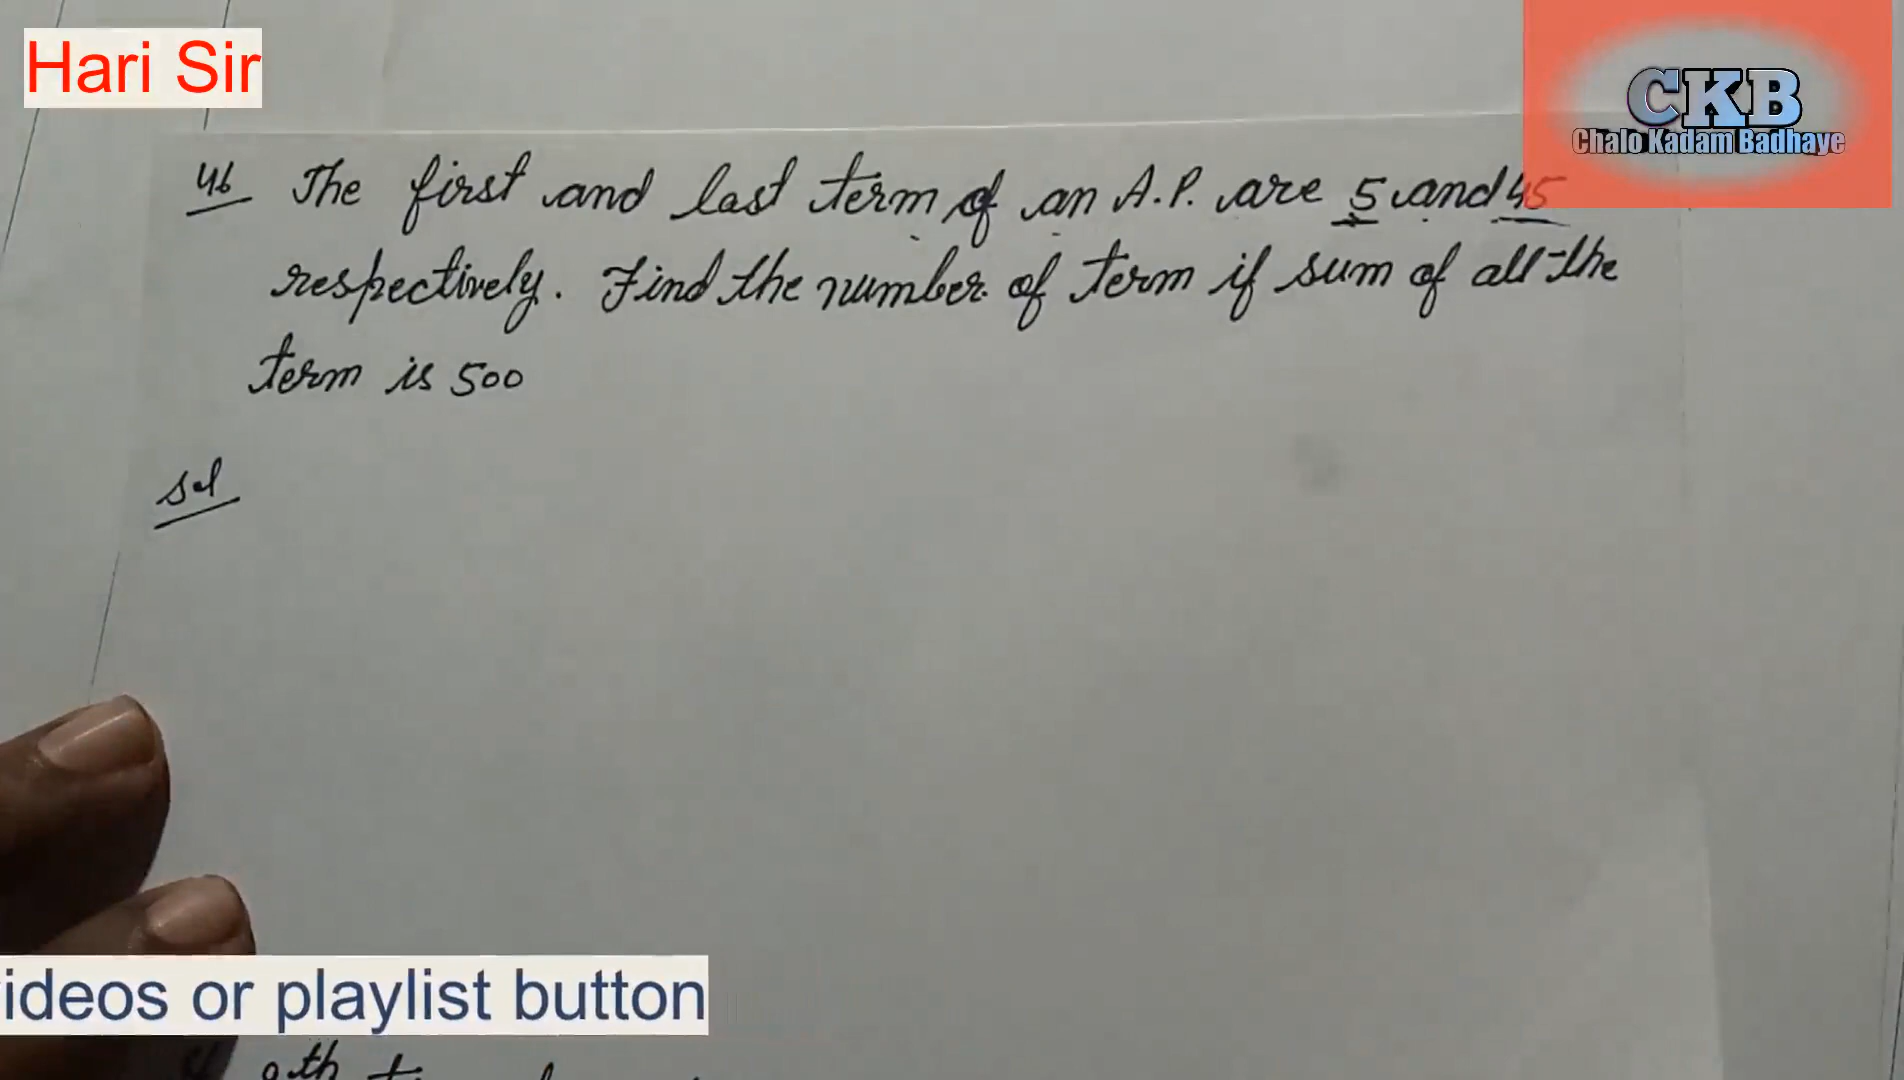 Hari Sir
CKB
Chalo Kadam Badhaye
46 The first and last term of an A.P. are 5 and 45
respectively. Find the number of term if sum of all the
term is 500
sol
ideos or playlist button
9th